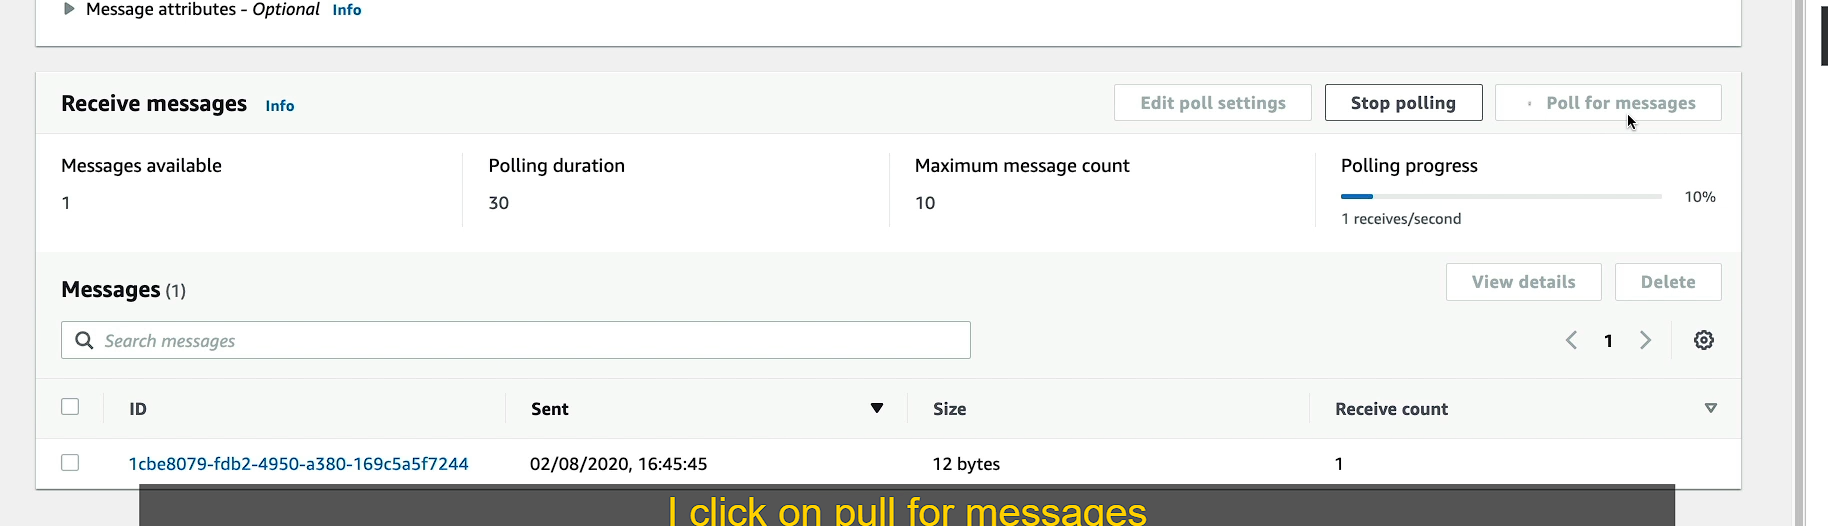 Message attributes - Optional Info
Receive messages Info
Edit poll settings
Stop polling
Poll for messages
Messages available
1
Polling duration
30
Maximum message count
10
Polling progress
10%
1 receives/second
Messages (1)
View details
Delete
Search messages
1
ID Sent Size Receive count
1cbe8079-fdb2-4950-a380-169c5a5f7244 02/08/2020, 16:45:45 12 bytes 1
I click on pull for messages